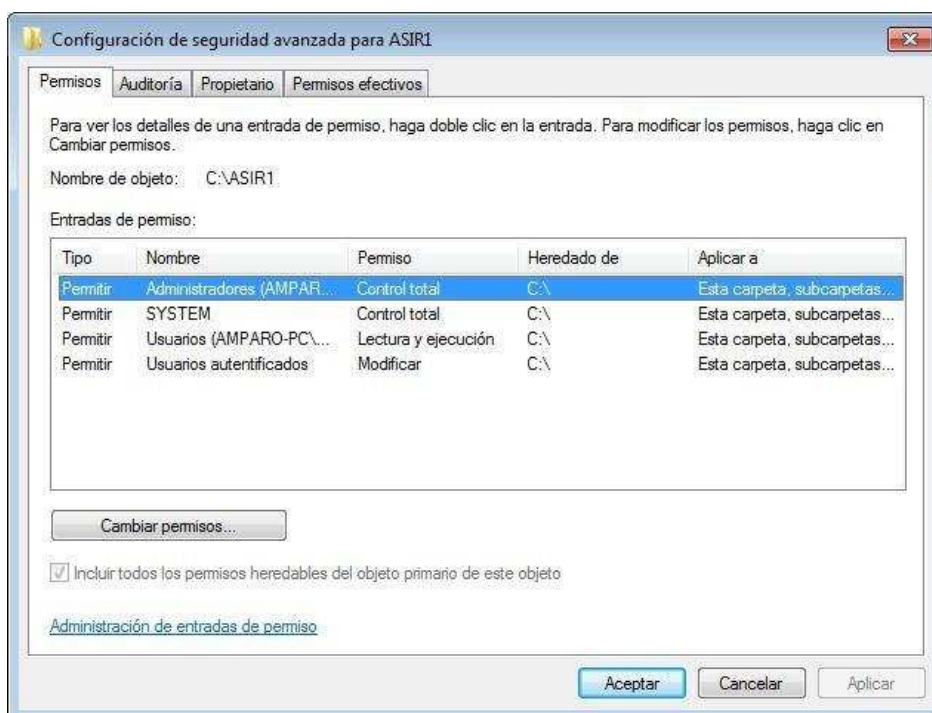 Configuración de seguridad avanzada para ASIR1
Permisos Auditoría Propietario Permisos efectivos
Para ver los detalles de una entrada de permiso, haga doble clic en la entrada. Para modificar los permisos, haga clic en
Cambiar permisos.
Nombre de objeto: C:\ASIR1
Entradas de permiso:
Tipo Nombre Permiso Heredado de Aplicar a
Permitir Administradores (AMPAR... Control total C:\ Esta carpeta, subcarpetas...
Permitir SYSTEM Control total C:\ Esta carpeta, subcarpetas...
Permitir Usuarios (AMPARO-PC\... Lectura y ejecución C:\ Esta carpeta, subcarpetas...
Permitir Usuarios autentificados Modificar C:\ Esta carpeta, subcarpetas...
Cambiar permisos...
Incluir todos los permisos heredables del objeto primario de este objeto
Administración de entradas de permiso
Aceptar Cancelar Aplicar